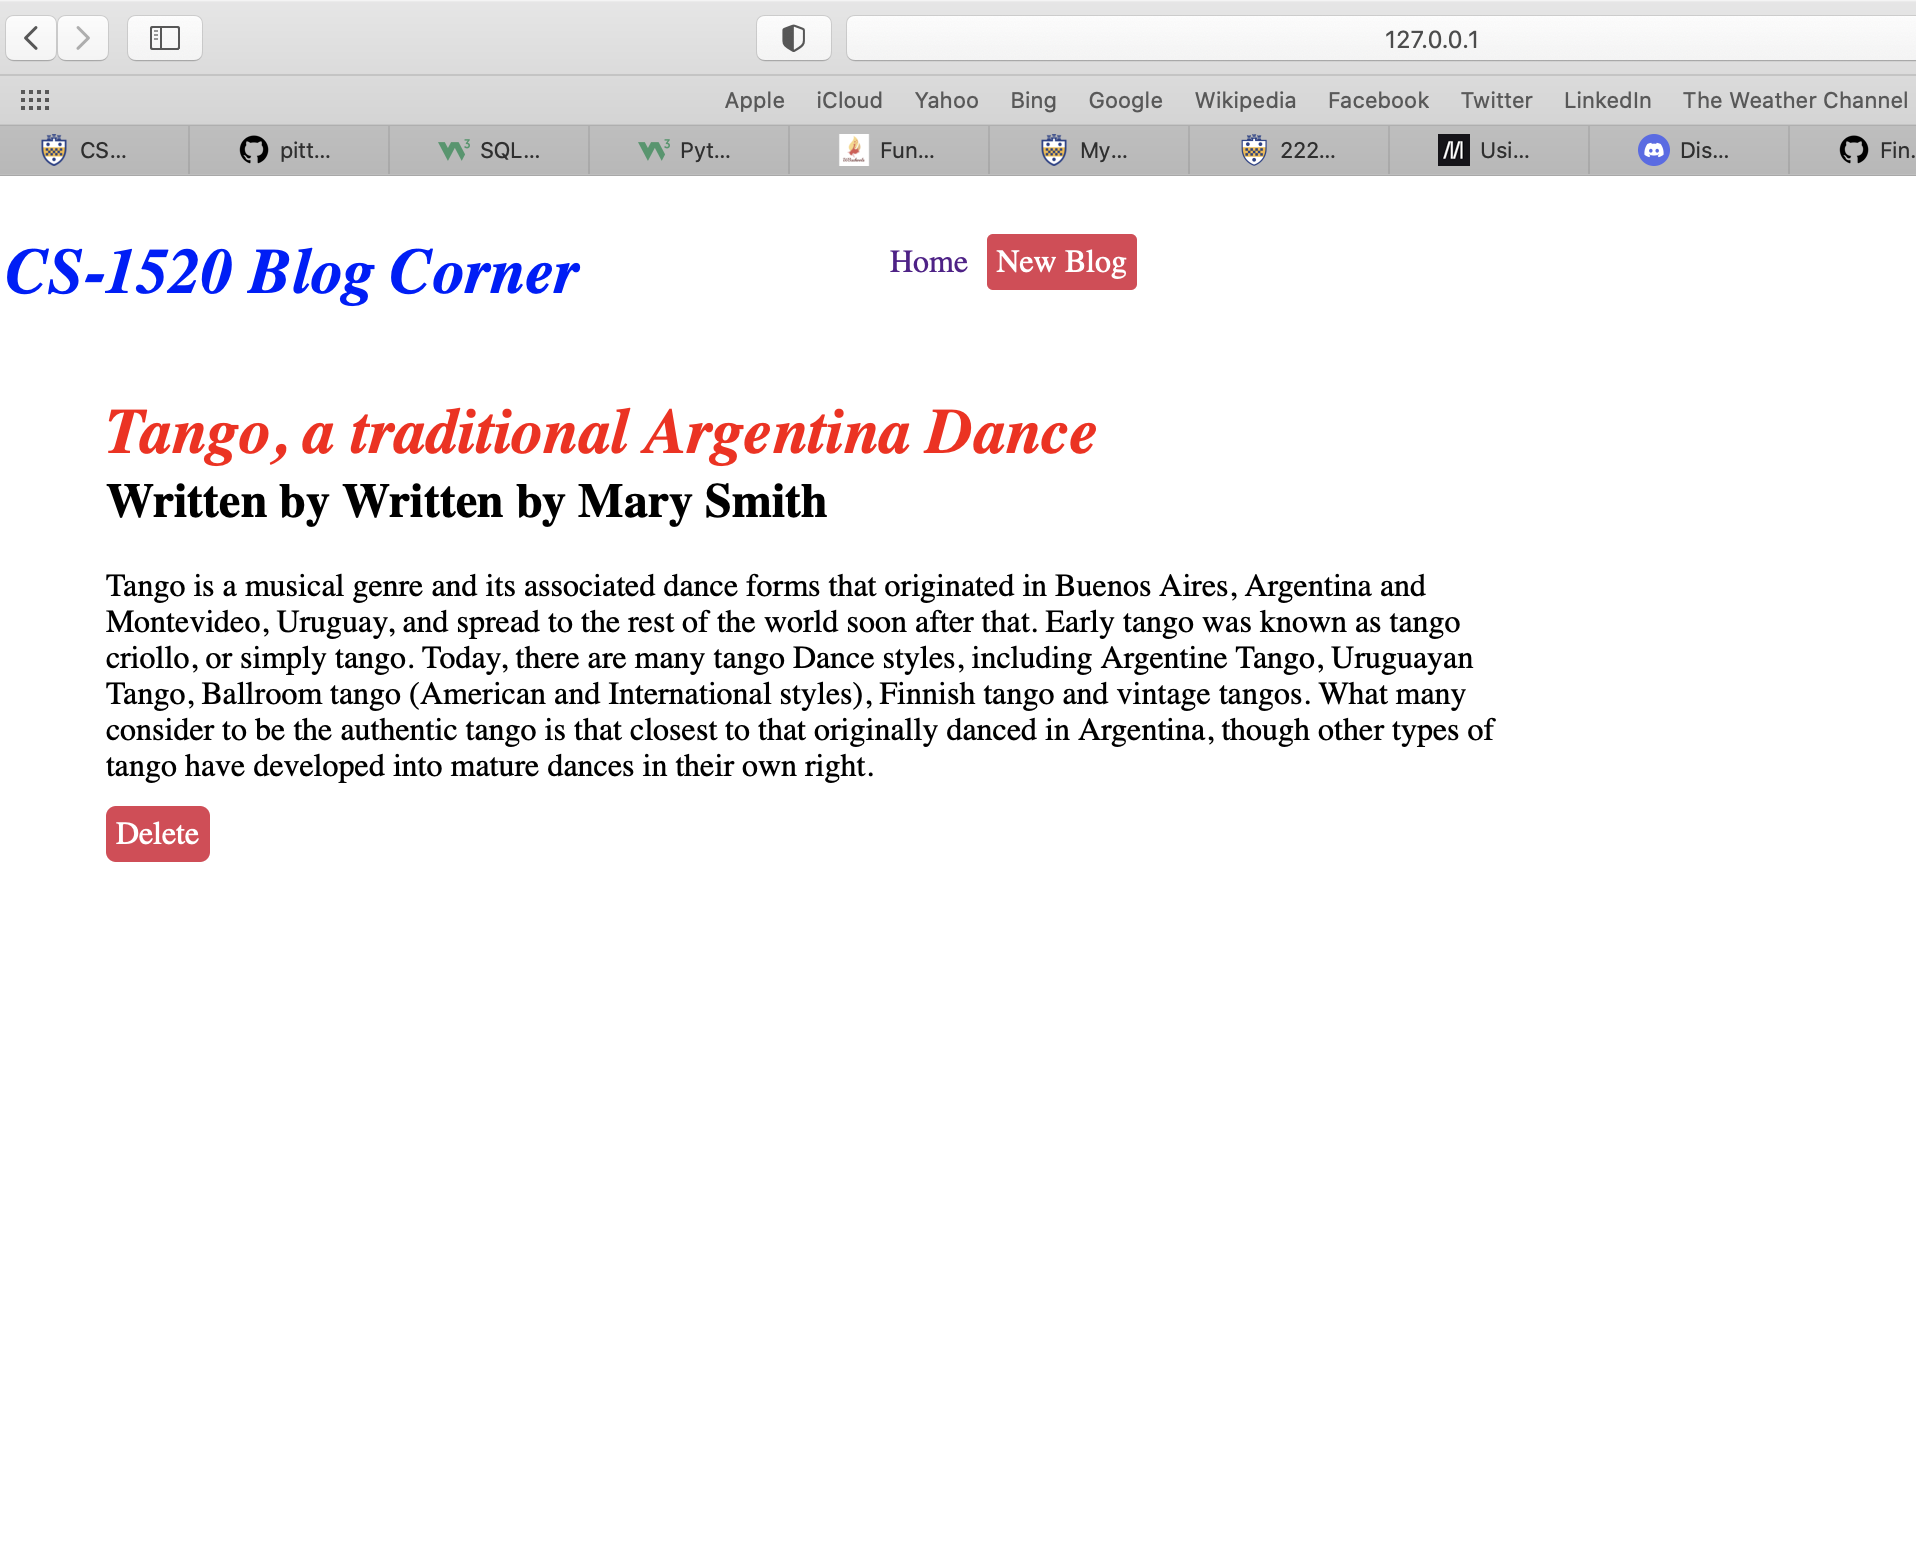 127.0.0.1
Apple iCloud Yahoo Bing Google Wikipedia Facebook Twitter LinkedIn The Weather Channel
CS... pitt... SQL... Pyt... Fun... My... 222... Usi... Dis... Fin.
CS-1520 Blog Corner Home New Blog
Tango, a traditional Argentina Dance
Written by Written by Mary Smith
Tango is a musical genre and its associated dance forms that originated in Buenos Aires, Argentina and
Montevideo, Uruguay, and spread to the rest of the world soon after that. Early tango was known as tango
criollo, or simply tango. Today, there are many tango Dance styles, including Argentine Tango, Uruguayan
Tango, Ballroom tango (American and International styles), Finnish tango and vintage tangos. What many
consider to be the authentic tango is that closest to that originally danced in Argentina, though other types of
tango have developed into mature dances in their own right.
Delete